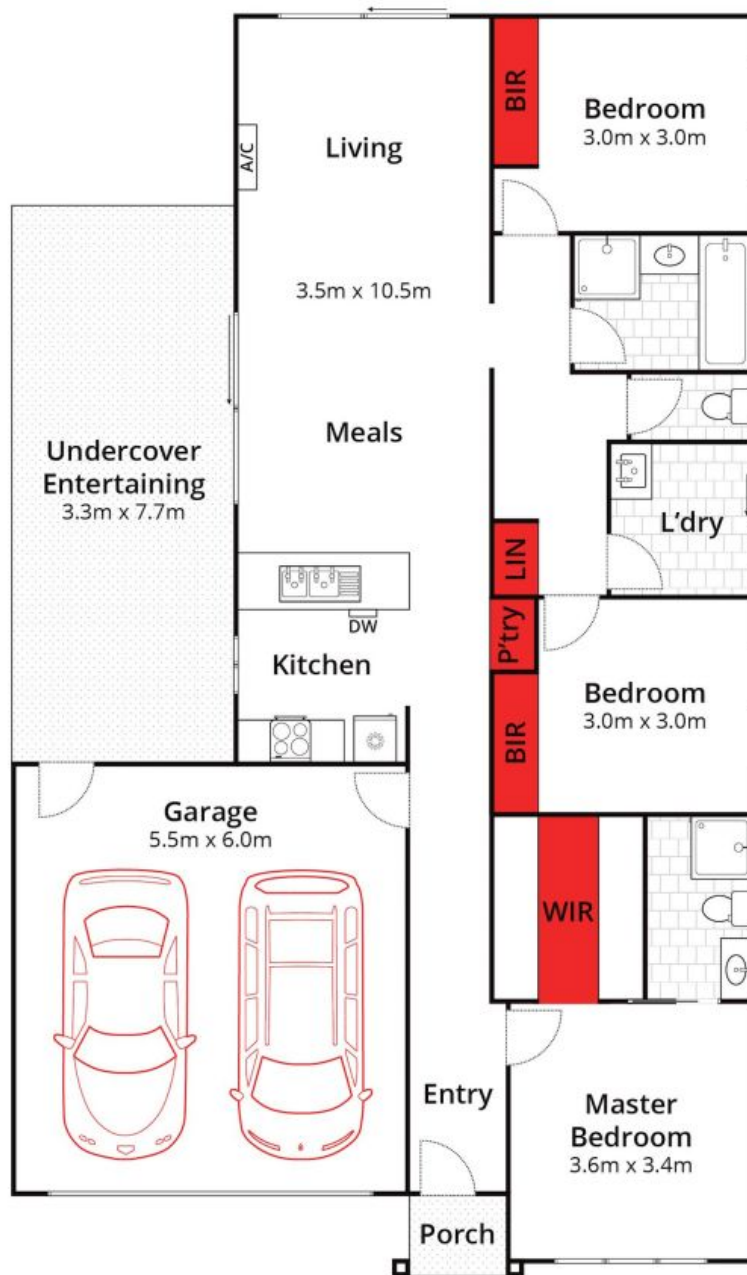 BIR
Bedroom
3.0m x 3.0m
A/C
Living
3.5m x 10.5m
Meals
Undercover
Entertaining
3.3m x 7.7m
L'dry
LIN
DW
Kitchen
P'try
Bedroom
3.0m x 3.0m
BIR
Garage
5.5m x 6.0m
WIR
Entry
Master
Bedroom
3.6m x 3.4m
Porch